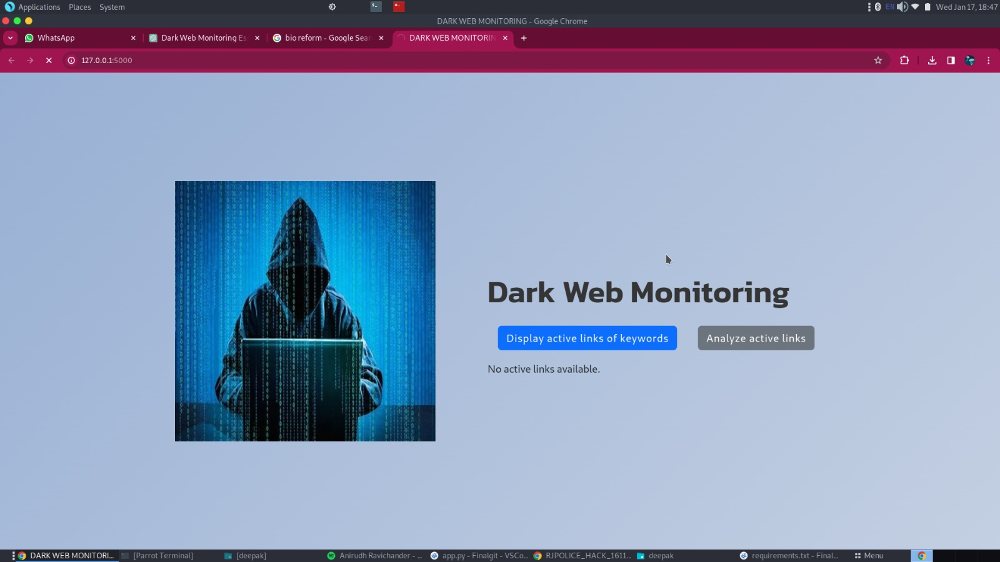 Applications Places System
EN Wed Jan 17, 18:47
DARK WEB MONITORING - Google Chrome
WhatsApp
Dark Web Monitoring Es
bio reform - Google Sear
DARK WEB MONITORIN
127.0.0.1:5000
Dark Web Monitoring
Display active links of keywords
Analyze active links
No active links available.
DARK WEB MONITORI...
[Parrot Terminal]
[deepak]
Anirudh Ravichander - ...
app.py - Finalgit - VSCo...
RJPOLICE_HACK_1611...
deepak
requirements.txt - Final...
Menu